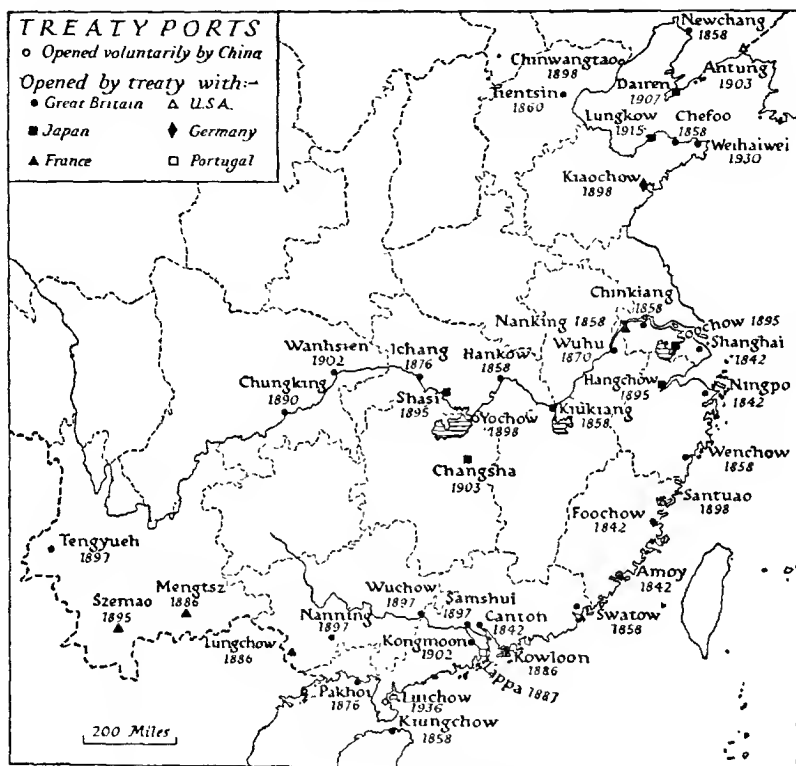 TREATY PORTS
Opened voluntarily by China
Opened by treaty with:-
Great Britain
U.S.A.
Japan
Germany
France
Portugal
Newchang
1858
Chinwangtao
1898
Antung
1903
Dairen
1907
Tientsin
1860
Lungkow
1915
Chefoo
1858
Weihaiwei
1930
Kiaochow
1898
Chinkiang
1858
Nanking 1858
Soochow 1895
Wuhu
1870
Shanghai
1842
Wanhsien
1902
Ichang
1876
Hankow
1858
Hangchow
1895
Ningpo
1842
Chungking
1890
Shasi
1895
Yochow
1898
Kiukiang
1858
Changsha
1903
Wenchow
1858
Santuao
1898
Foochow
1842
Tengyueh
1897
Amoy
1842
Mengtsz
1886
Szemao
1895
Wuchow
1897
Samshui
1897
Canton
1842
Swatow
1858
Nanning
1897
Kongmoon
1902
Lungchow
1886
Kowloon
1886
Lappa 1887
Pakhoi
1876
Luichow
1936
Kiungchow
1858
200 Miles